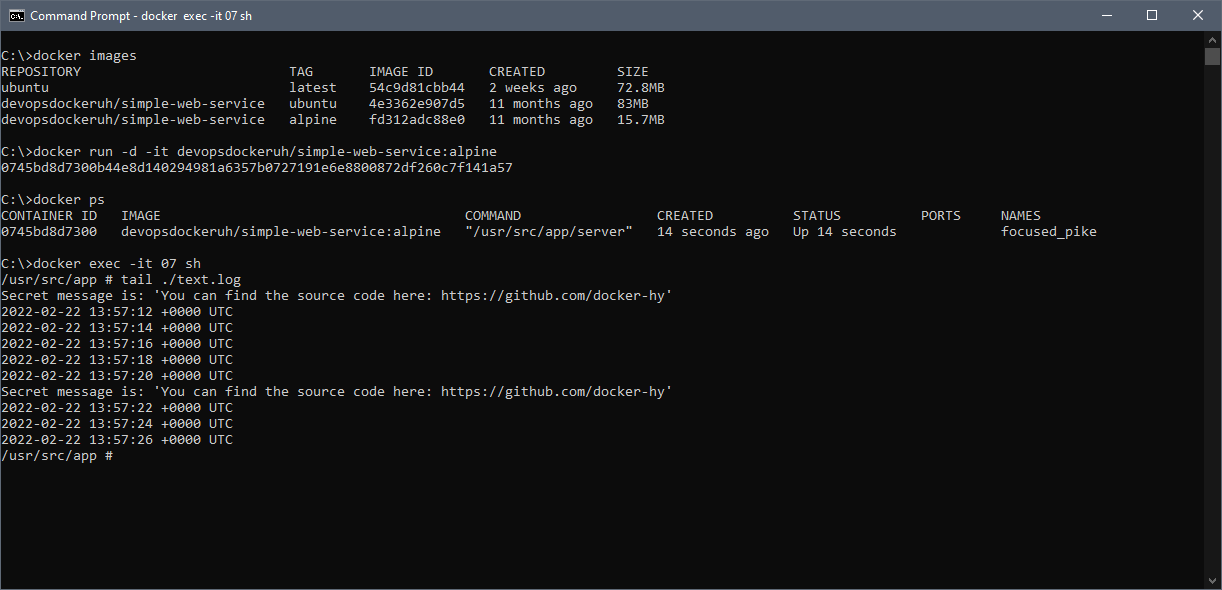 Command Prompt - docker  exec -it 07 sh
C:\>docker images
REPOSITORY                          TAG       IMAGE ID       CREATED         SIZE
ubuntu                              latest    54c9d81cbb44   2 weeks ago     72.8MB
devopsdockeruh/simple-web-service   ubuntu    4e3362e907d5   11 months ago   83MB
devopsdockeruh/simple-web-service   alpine    fd312adc88e0   11 months ago   15.7MB
C:\>docker run -d -it devopsdockeruh/simple-web-service:alpine
0745bd8d7300b44e8d140294981a6357b0727191e6e8800872df260c7f141a57
C:\>docker ps
CONTAINER ID   IMAGE                                      COMMAND                 CREATED          STATUS          PORTS     NAMES
0745bd8d7300   devopsdockeruh/simple-web-service:alpine   "/usr/src/app/server"   14 seconds ago   Up 14 seconds             focused_pike
C:\>docker exec -it 07 sh
/usr/src/app # tail ./text.log
Secret message is: 'You can find the source code here: https://github.com/docker-hy'
2022-02-22 13:57:12 +0000 UTC
2022-02-22 13:57:14 +0000 UTC
2022-02-22 13:57:16 +0000 UTC
2022-02-22 13:57:18 +0000 UTC
2022-02-22 13:57:20 +0000 UTC
Secret message is: 'You can find the source code here: https://github.com/docker-hy'
2022-02-22 13:57:22 +0000 UTC
2022-02-22 13:57:24 +0000 UTC
2022-02-22 13:57:26 +0000 UTC
/usr/src/app #